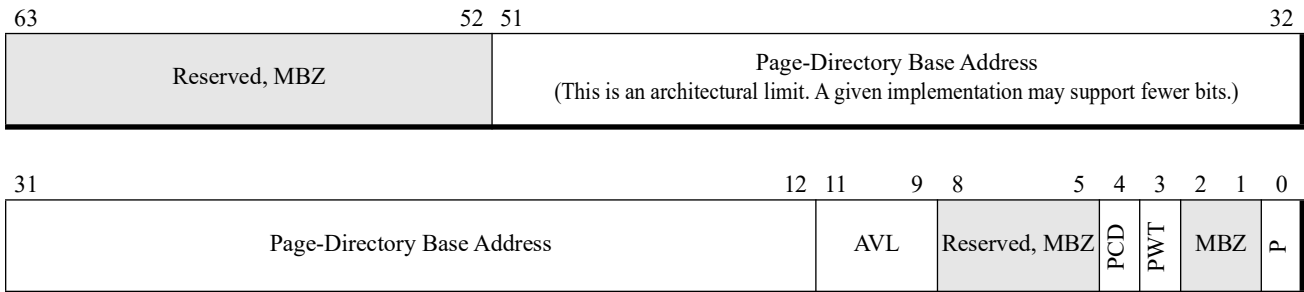 63 52 51 32
Reserved, MBZ
Page-Directory Base Address
(This is an architectural limit. A given implementation may support fewer bits.)
31 12 11 9 8 5 4 3 2 1 0
Page-Directory Base Address AVL Reserved, MBZ PCD PWT MBZ P